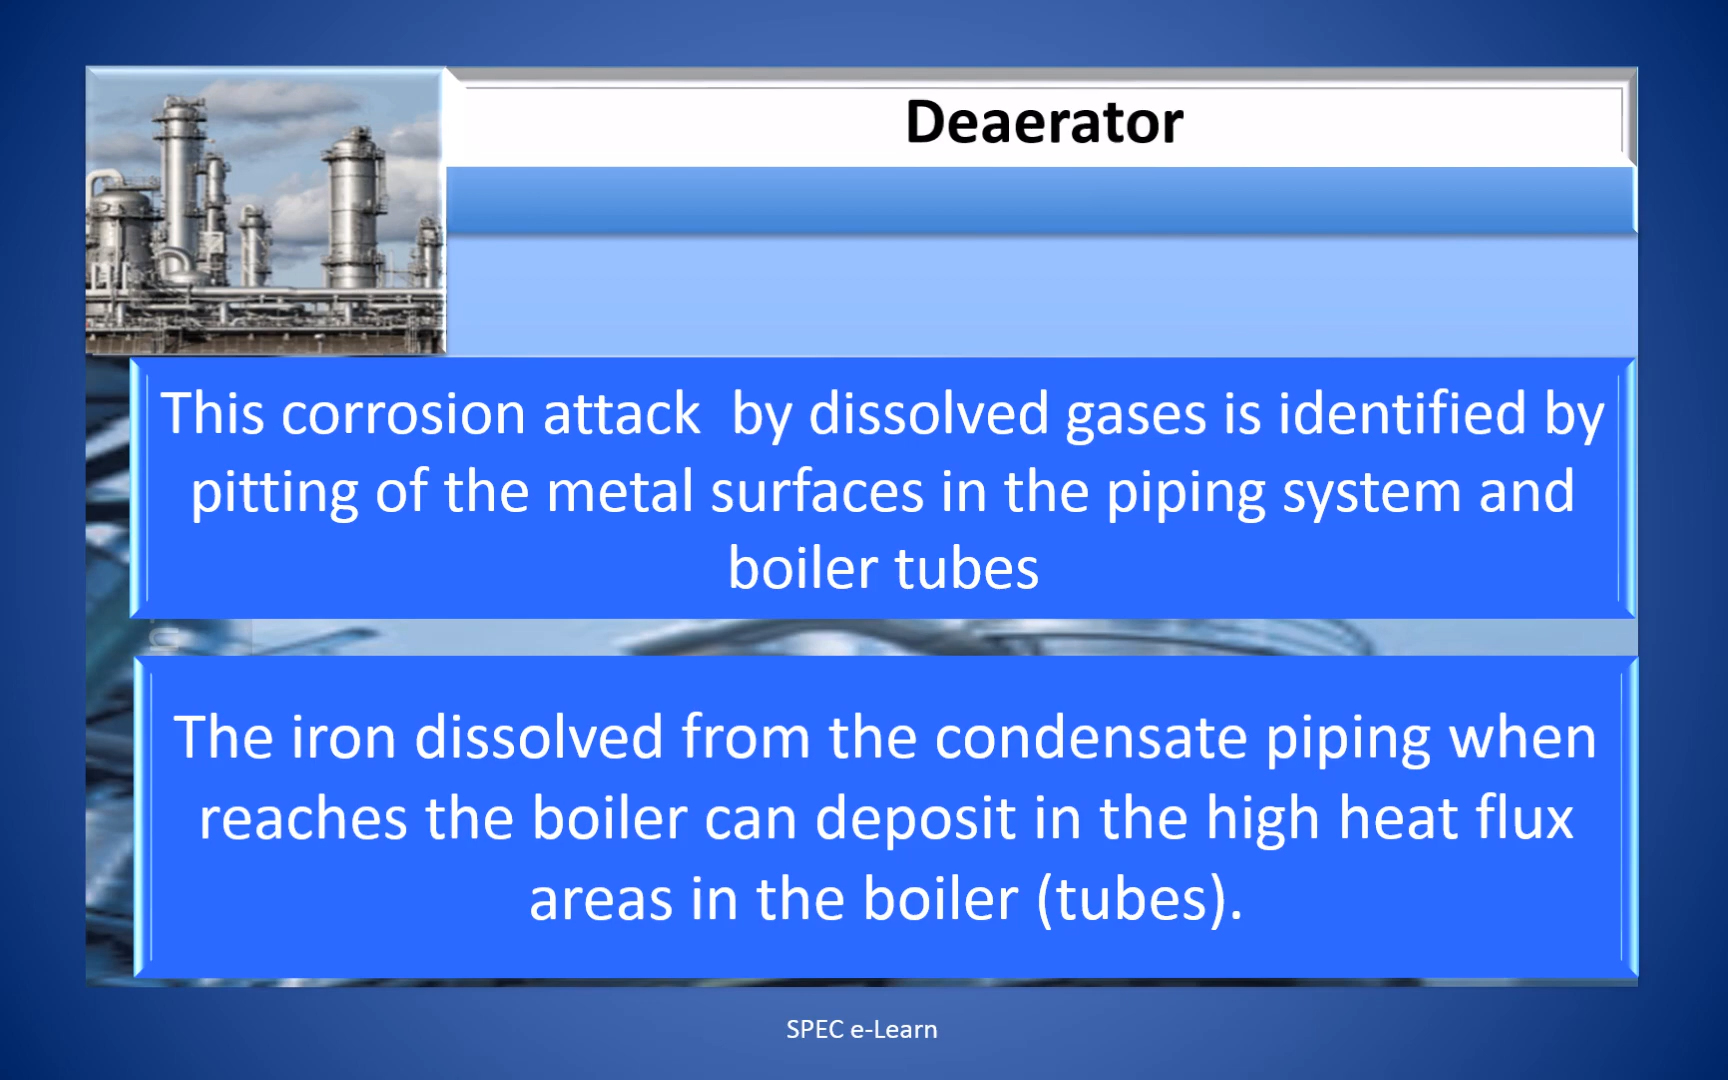 Deaerator
This corrosion attack  by dissolved gases is identified by
pitting of the metal surfaces in the piping system and
boiler tubes
The iron dissolved from the condensate piping when
reaches the boiler can deposit in the high heat flux
areas in the boiler (tubes).
SPEC e-Learn